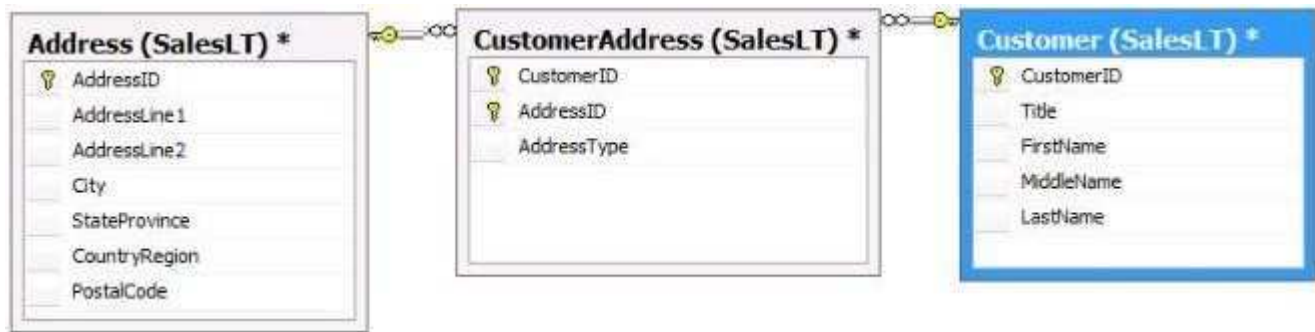 Address (SalesLT) *
AddressID
AddressLine1
AddressLine2
City
StateProvince
CountryRegion
PostalCode
CustomerAddress (SalesLT) *
CustomerID
AddressID
AddressType
Customer (SalesLT) *
CustomerID
Title
FirstName
MiddleName
LastName